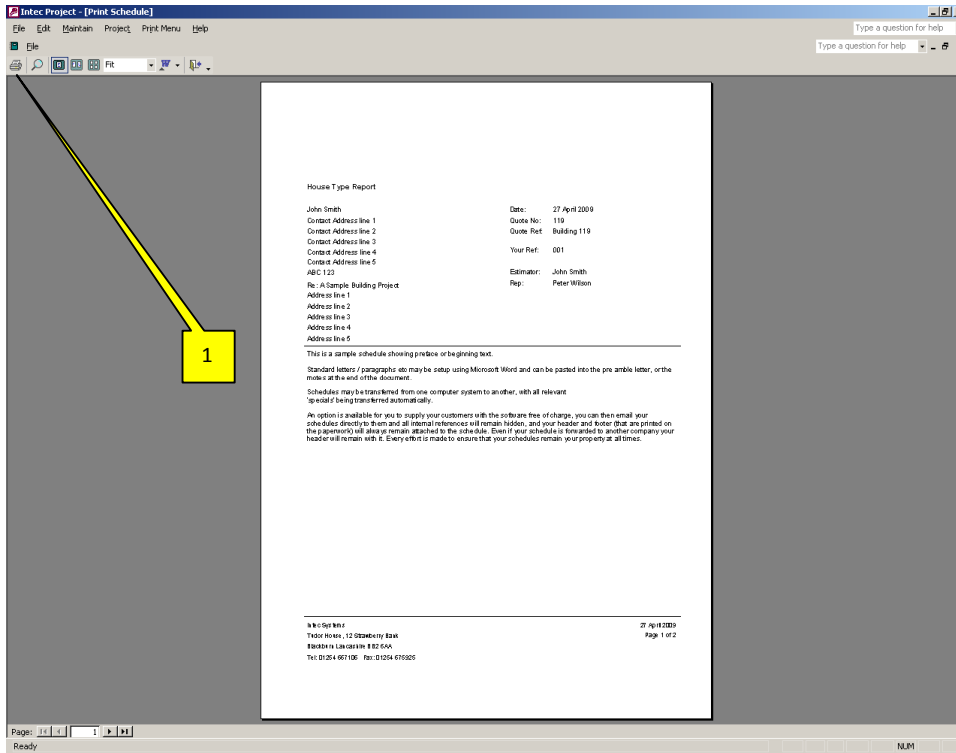 Intec Project - [Print Schedule]
File Edit Maintain Project Print Menu Help
Type a question for help
File
Type a question for help
Fit
1
House Type Report
John Smith
Contact Address line 1
Contact Address line 2
Contact Address line 3
Contact Address line 4
Contact Address line 5
ABC 123
Date: 27 April 2009
Quote No: 119
Quote Ref: Building 119
Your Ref: 001
Estimator: John Smith
Rep: Peter Wilson
Re: A Sample Building Project
Address line 1
Address line 2
Address line 3
Address line 4
Address line 5
This is a sample schedule showing preface or beginning text.
Standard letters / paragraphs etc may be setup using Microsoft Word and can be pasted into the pre amble letter, or the
motes at the end of the document.
Schedules may be transferred from one computer system to another, with all relevant
'specials' being transferred automatically.
An option is available for you to supply your customers with the software free of charge, you can then email your
schedules directly to them and all internal references will remain hidden, and your header and footer (that are printed on
the paperwork) will always remain attached to the schedule. Even if your schedule is forwarded to another company your
header will remain with it. Every effort is made to ensure that your schedules remain your property at all times.
Intec Systems
Tudor House, 12 Strawberry Bank
Blackburn Lancashire BB2 6AA
Tel: 01254 667106 Fax: 01254 675925
27 April 2009
Page 1 of 2
Page: 1
Ready
NUM